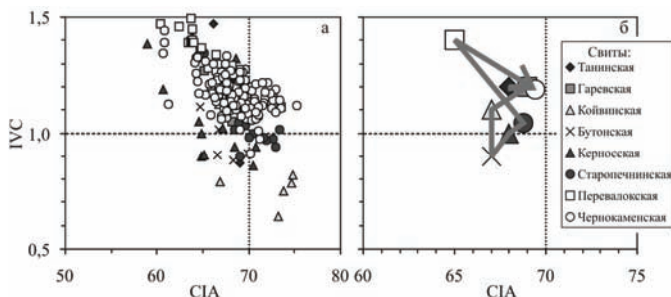 1,5
а
1,0
IVC
0,5
50
60
70
80
CIA
б
60
65
70
75
CIA
Свиты:
Танинская
Гаревская
Койвинская
Бутонская
Керносская
Старопечнинская
Перевалокская
Чернокаменская